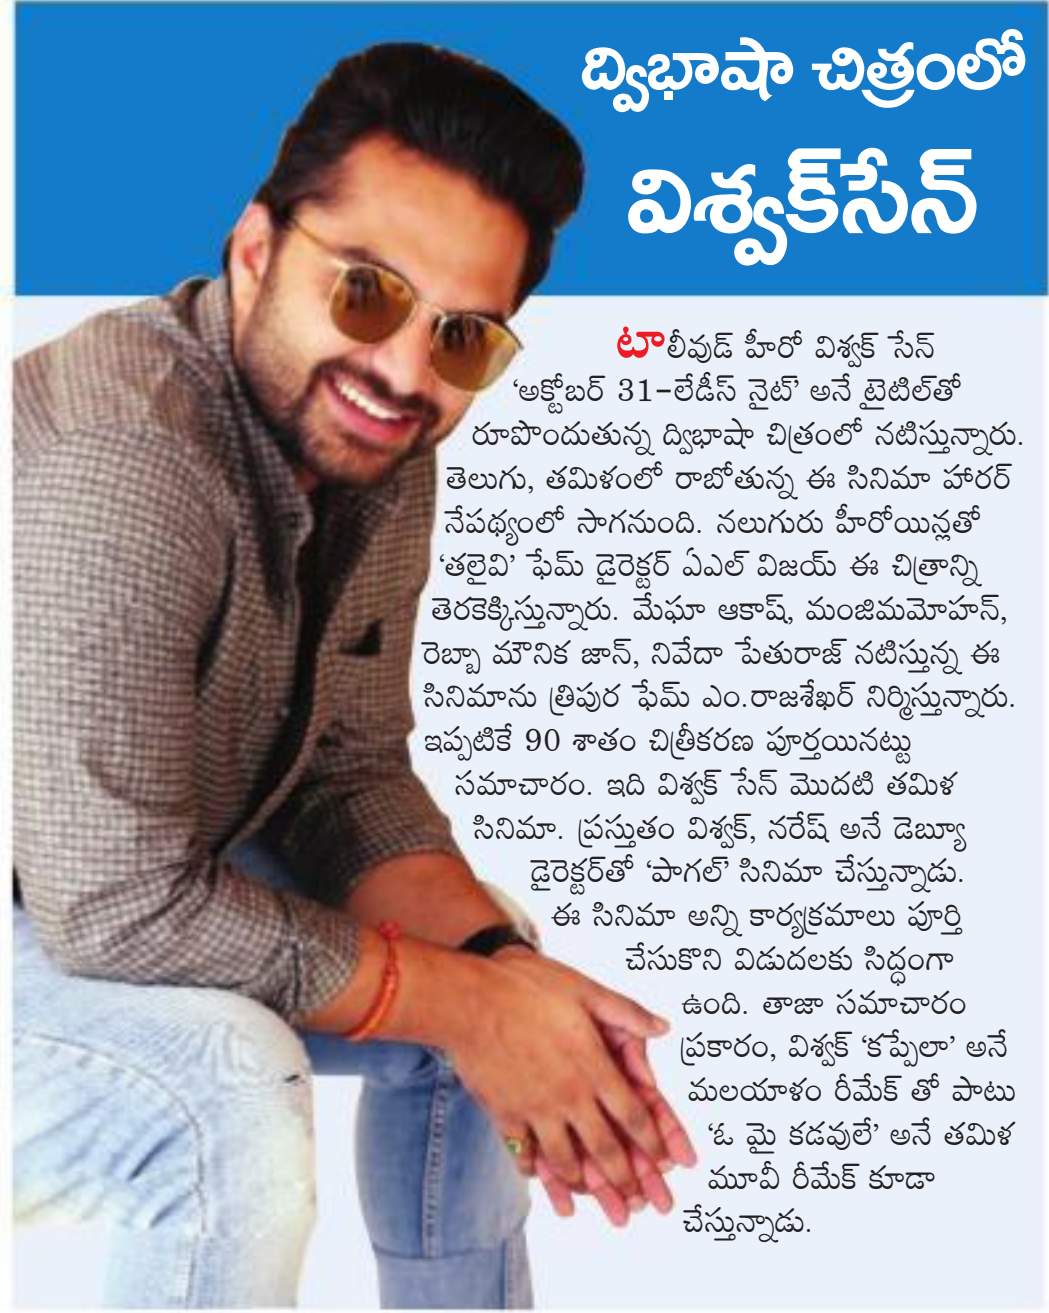 ద్విభాషా చిత్రంలో
విశ్వక్‌సేన్
టాలీవుడ్ హీరో విశ్వక్ సేన్
‘అక్టోబర్ 31-లేడీస్ నైట్’ అనే టైటిల్‌తో
రూపొందుతున్న ద్విభాషా చిత్రంలో నటిస్తున్నారు.
తెలుగు, తమిళంలో రాబోతున్న ఈ సినిమా హారర్
నేపథ్యంలో సాగనుంది. నలుగురు హీరోయిన్లతో
‘తలైవి’ ఫేమ్ డైరెక్టర్ ఏఎల్ విజయ్ ఈ చిత్రాన్ని
తెరకెక్కిస్తున్నారు. మేఘా ఆకాష్, మంజిమమోహన్,
రెబ్బా మౌనిక జాన్, నివేదా పేతురాజ్ నటిస్తున్న ఈ
సినిమాను త్రిపుర ఫేమ్ ఎం.రాజశేఖర్ నిర్మిస్తున్నారు.
ఇప్పటికే 90 శాతం చిత్రీకరణ పూర్తయినట్టు
సమాచారం. ఇది విశ్వక్ సేన్ మొదటి తమిళ
సినిమా. ప్రస్తుతం విశ్వక్, నరేష్ అనే డెబ్యూ
డైరెక్టర్‌తో ‘పాగల్’ సినిమా చేస్తున్నాడు.
ఈ సినిమా అన్ని కార్యక్రమాలు పూర్తి
చేసుకొని విడుదలకు సిద్ధంగా
ఉంది. తాజా సమాచారం
ప్రకారం, విశ్వక్ ‘కప్పేలా’ అనే
మలయాళం రీమేక్ తో పాటు
‘ఓ మై కడవులే’ అనే తమిళ
మూవీ రీమేక్ కూడా
చేస్తున్నాడు.